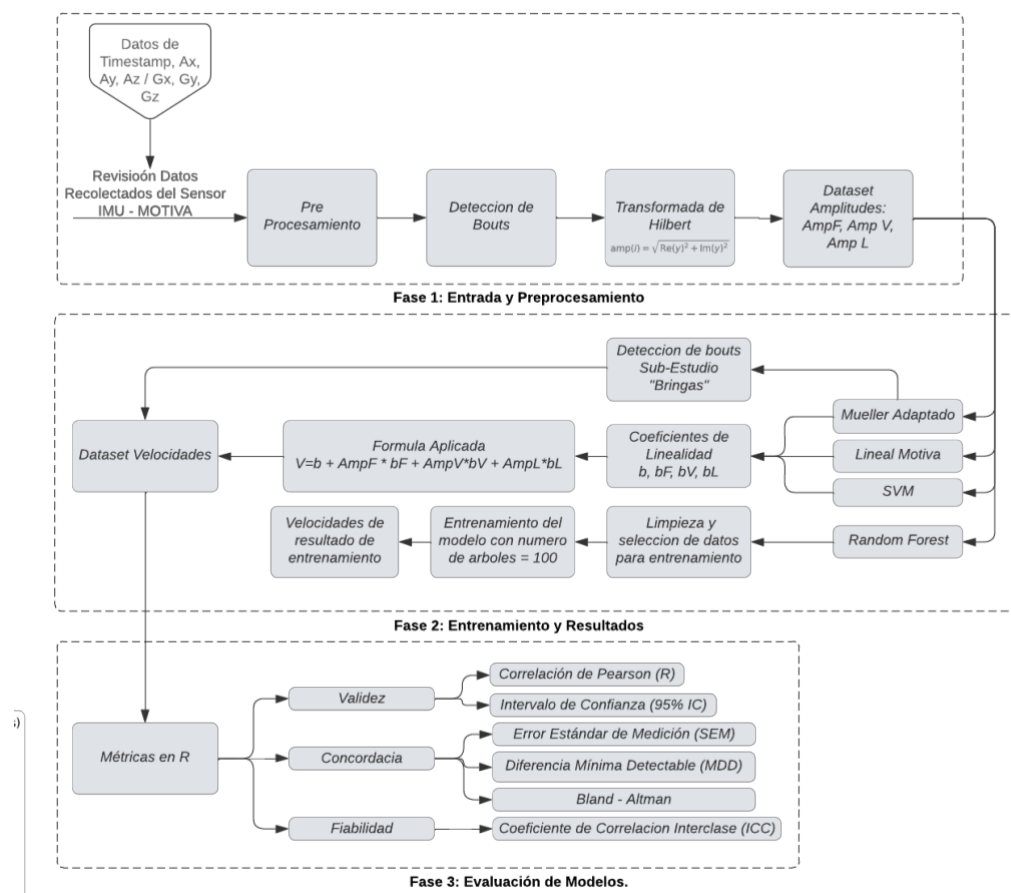 Datos de
Timestamp, Ax,
Ay, Az / Gx, Gy,
Gz
Revisioón Datos
Recolectados del Sensor
IMU - MOTIVA
Pre
Procesamiento
Deteccion de
Bouts
Transformada de
Hilbert
amp(i) = √Re(y)² + Im(y)²
Dataset
Amplitudes:
AmpF, Amp V,
Amp L
Fase 1: Entrada y Preprocesamiento
Deteccion de bouts
Sub-Estudio
"Bringas"
Mueller Adaptado
Dataset Velocidades
Formula Aplicada
V=b + AmpF * bF + AmpV*bV + AmpL*bL
Coeficientes de
Linealidad
b, bF, bV, bL
Lineal Motiva
SVM
Velocidades de
resultado de
entrenamiento
Entrenamiento del
modelo con numero
de arboles = 100
Limpieza y
seleccion de datos
para entrenamiento
Random Forest
Fase 2: Entrenamiento y Resultados
Métricas en R
Validez
Correlación de Pearson (R)
Intervalo de Confianza (95% IC)
Concordacia
Error Estándar de Medición (SEM)
Diferencia Mínima Detectable (MDD)
Bland - Altman
Fiabilidad
Coeficiente de Correlacion Interclase (ICC)
Fase 3: Evaluación de Modelos.